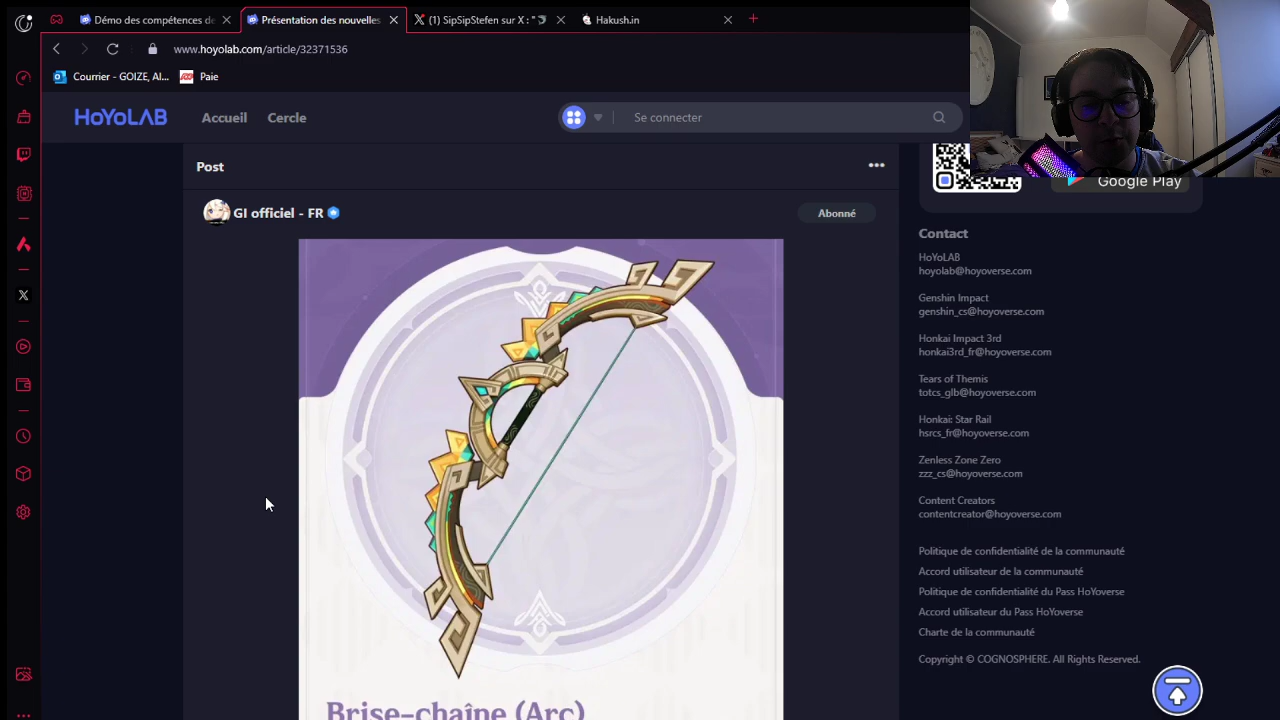 Démo des compétences de
Présentation des nouvelles
(1) SipSipStefen sur X : "
Hakush.in
www.hoyolab.com/article/32371536
Courrier - GOIZE, Al...
Paie
HoYoLAB
Accueil
Cercle
Se connecter
Post
GI officiel - FR
Abonné
Brise-chaîne (Arc)
Google Play
Contact
HoYoLAB
hoyolab@hoyoverse.com
Genshin Impact
genshin_cs@hoyoverse.com
Honkai Impact 3rd
honkai3rd_fr@hoyoverse.com
Tears of Themis
totcs_glb@hoyoverse.com
Honkai: Star Rail
hsrcs_fr@hoyoverse.com
Zenless Zone Zero
zzz_cs@hoyoverse.com
Content Creators
contentcreator@hoyoverse.com
Politique de confidentialité de la communauté
Accord utilisateur de la communauté
Politique de confidentialité du Pass HoYoverse
Accord utilisateur du Pass HoYoverse
Charte de la communauté
Copyright © COGNOSPHERE. All Rights Reserved.